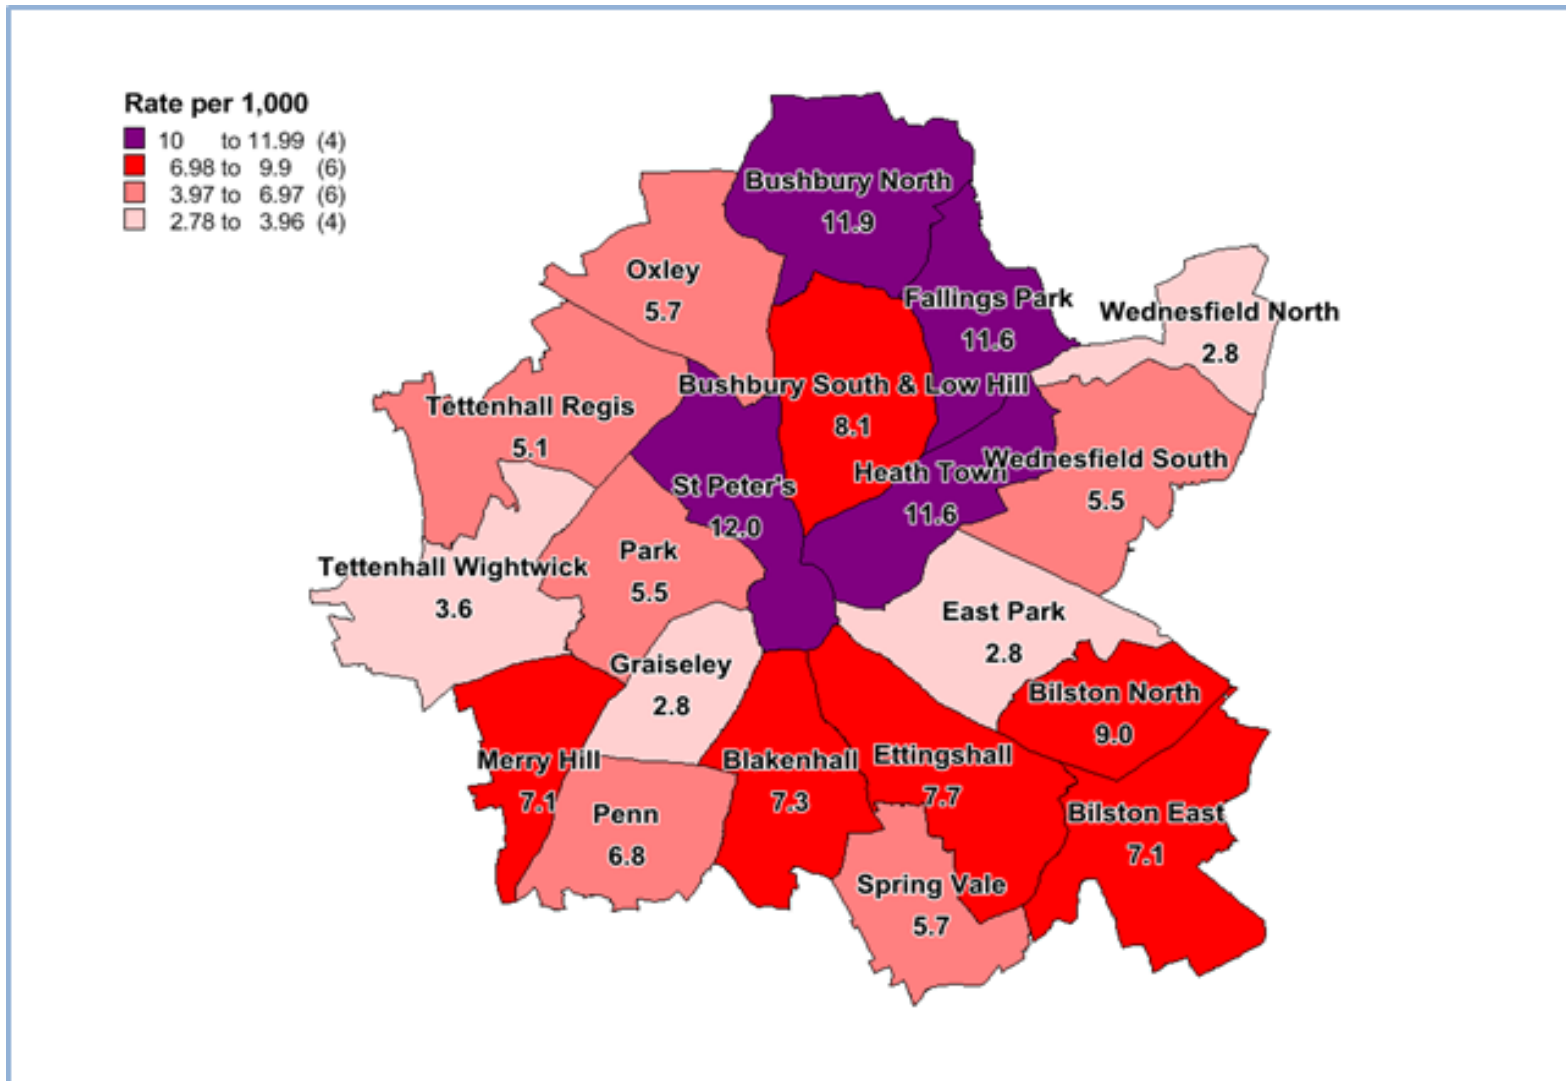 Rate per 1,000
10 to 11.99 (4)
6.98 to 9.9 (6)
3.97 to 6.97 (6)
2.78 to 3.96 (4)
Bushbury North
11.9
Oxley
5.7
Fallings Park
11.6
Wednesfield North
2.8
Bushbury South & Low Hill
8.1
Tettenhall Regis
5.1
St Peter's
12.0
Heath Town
11.6
Wednesfield South
5.5
Tettenhall Wightwick
3.6
Park
5.5
East Park
2.8
Graiseley
2.8
Bilston North
9.0
Merry Hill
7.1
Blakenhall
7.3
Ettingshall
7.7
Penn
6.8
Bilston East
7.1
Spring Vale
5.7